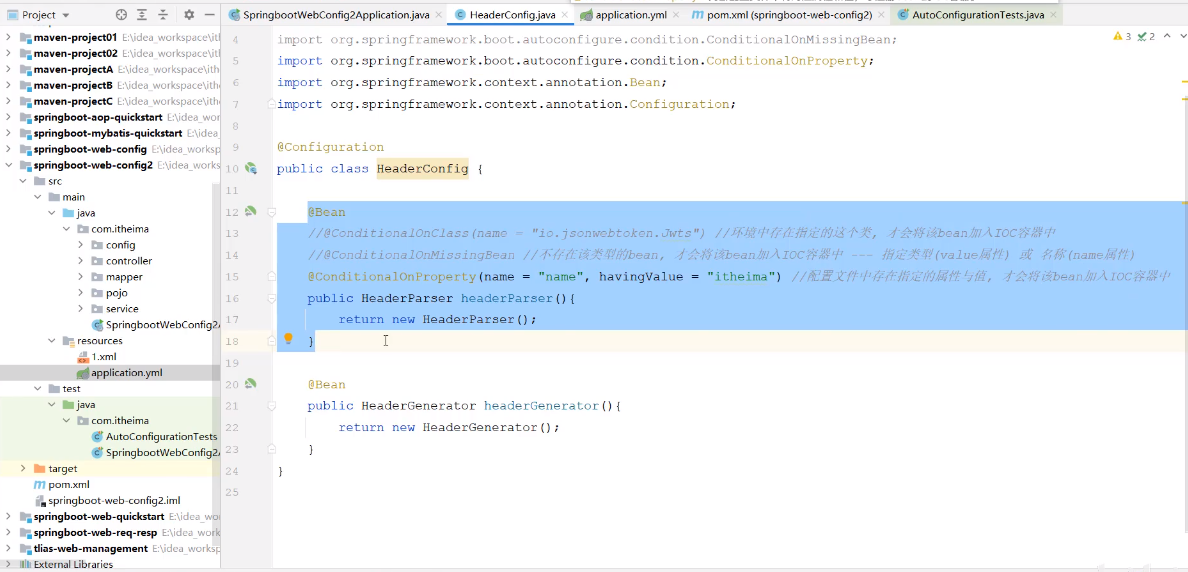 Project
SpringbootWebConfig2Application.java
HeaderConfig.java
application.yml
pom.xml (springboot-web-config2)
AutoConfigurationTests.java
maven-project01 E:\idea_workspace\ith
maven-project02 E:\idea_workspace\ith
maven-projectA E:\idea_workspace\ithe
maven-projectB E:\idea_workspace\ithe
maven-projectC E:\idea_workspace\ithe
springboot-aop-quickstart E:\idea_wo
springboot-mybatis-quickstart E:\ide
springboot-web-config E:\idea_works
springboot-web-config2 E:\idea_works
src
main
java
com.itheima
config
controller
mapper
pojo
service
SpringbootWebConfig2A
resources
1.xml
application.yml
test
java
com.itheima
AutoConfigurationTests
SpringbootWebConfig2A
target
pom.xml
springboot-web-config2.iml
springboot-web-quickstart E:\idea_wo
springboot-web-req-resp E:\idea_work
tlias-web-management E:\idea_worksp
External Libraries
3 2
4 import org.springframework.boot.autoconfigure.condition.ConditionalOnMissingBean;
5 import org.springframework.boot.autoconfigure.condition.ConditionalOnProperty;
6 import org.springframework.context.annotation.Bean;
7 import org.springframework.context.annotation.Configuration;
8
9 @Configuration
10 public class HeaderConfig {
11
12 @Bean
13 //@ConditionalOnClass(name = "io.jsonwebtoken.Jwts") //环境中存在指定的这个类, 才会将该bean加入IOC容器中
14 //@ConditionalOnMissingBean //不存在该类型的bean, 才会将该bean加入IOC容器中 --- 指定类型(value属性) 或 名称(name属性)
15 @ConditionalOnProperty(name = "name", havingValue = "itheima") //配置文件中存在指定的属性与值, 才会将该bean加入IOC容器中
16 public HeaderParser headerParser(){
17 return new HeaderParser();
18 }
19
20 @Bean
21 public HeaderGenerator headerGenerator(){
22 return new HeaderGenerator();
23 }
24 }
25